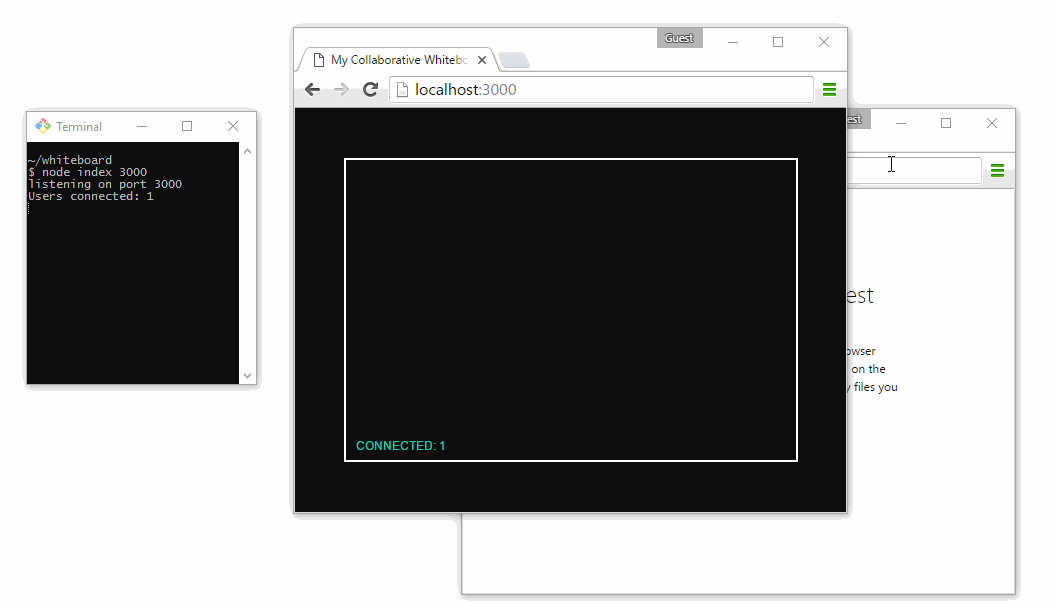 Terminal
~/whiteboard
$ node index 3000
listening on port 3000
Users connected: 1
Guest
My Collaborative Whitebo
localhost:3000
CONNECTED: 1
est
est
owser
on the
files you